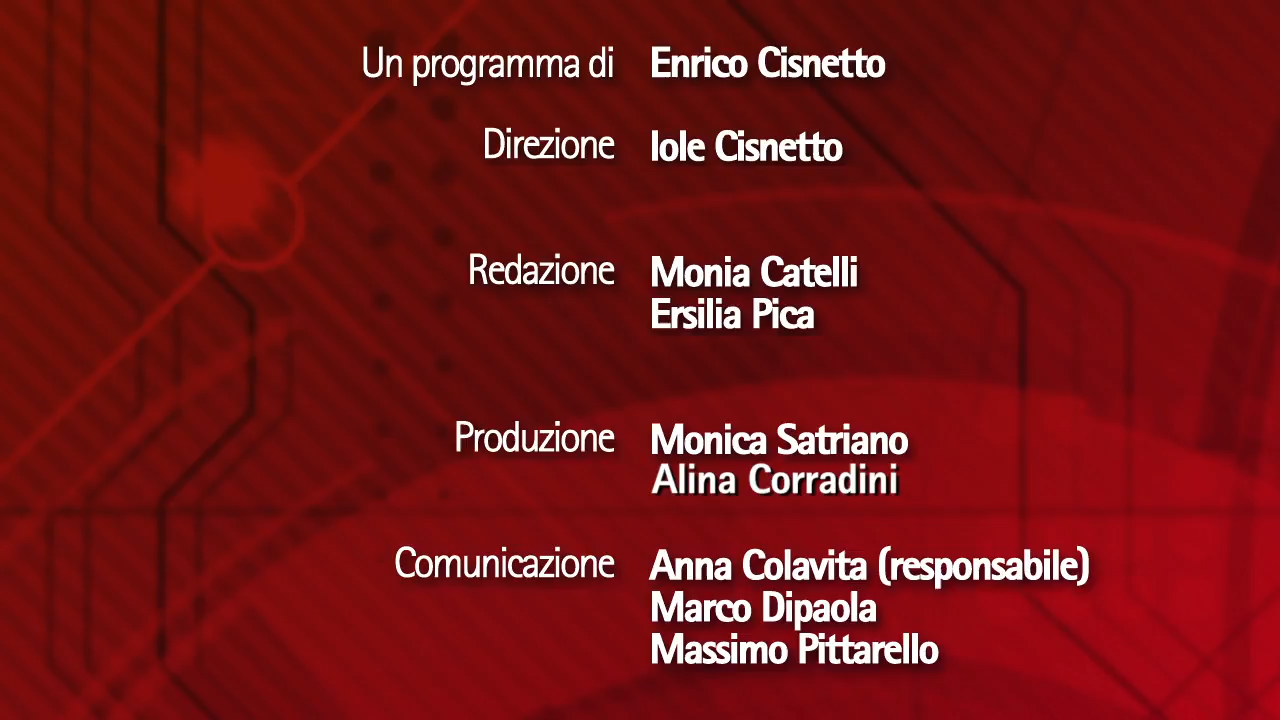 Un programma di Enrico Cisnetto
Direzione Iole Cisnetto
Redazione Monia Catelli
Ersilia Pica
Produzione Monica Satriano
Alina Corradini
Comunicazione Anna Colavita (responsabile)
Marco Dipaola
Massimo Pittarello